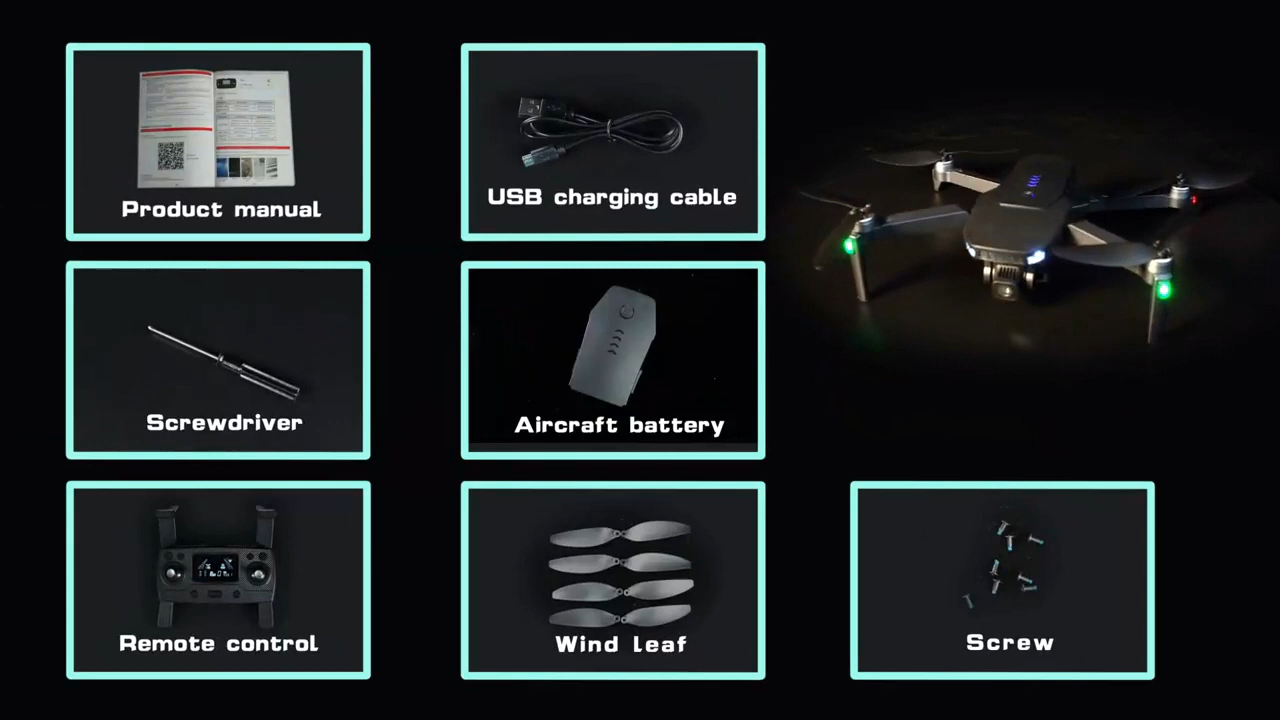 Product manual
USB charging cable
Screwdriver
Aircraft battery
Remote control
Wind leaf
Screw